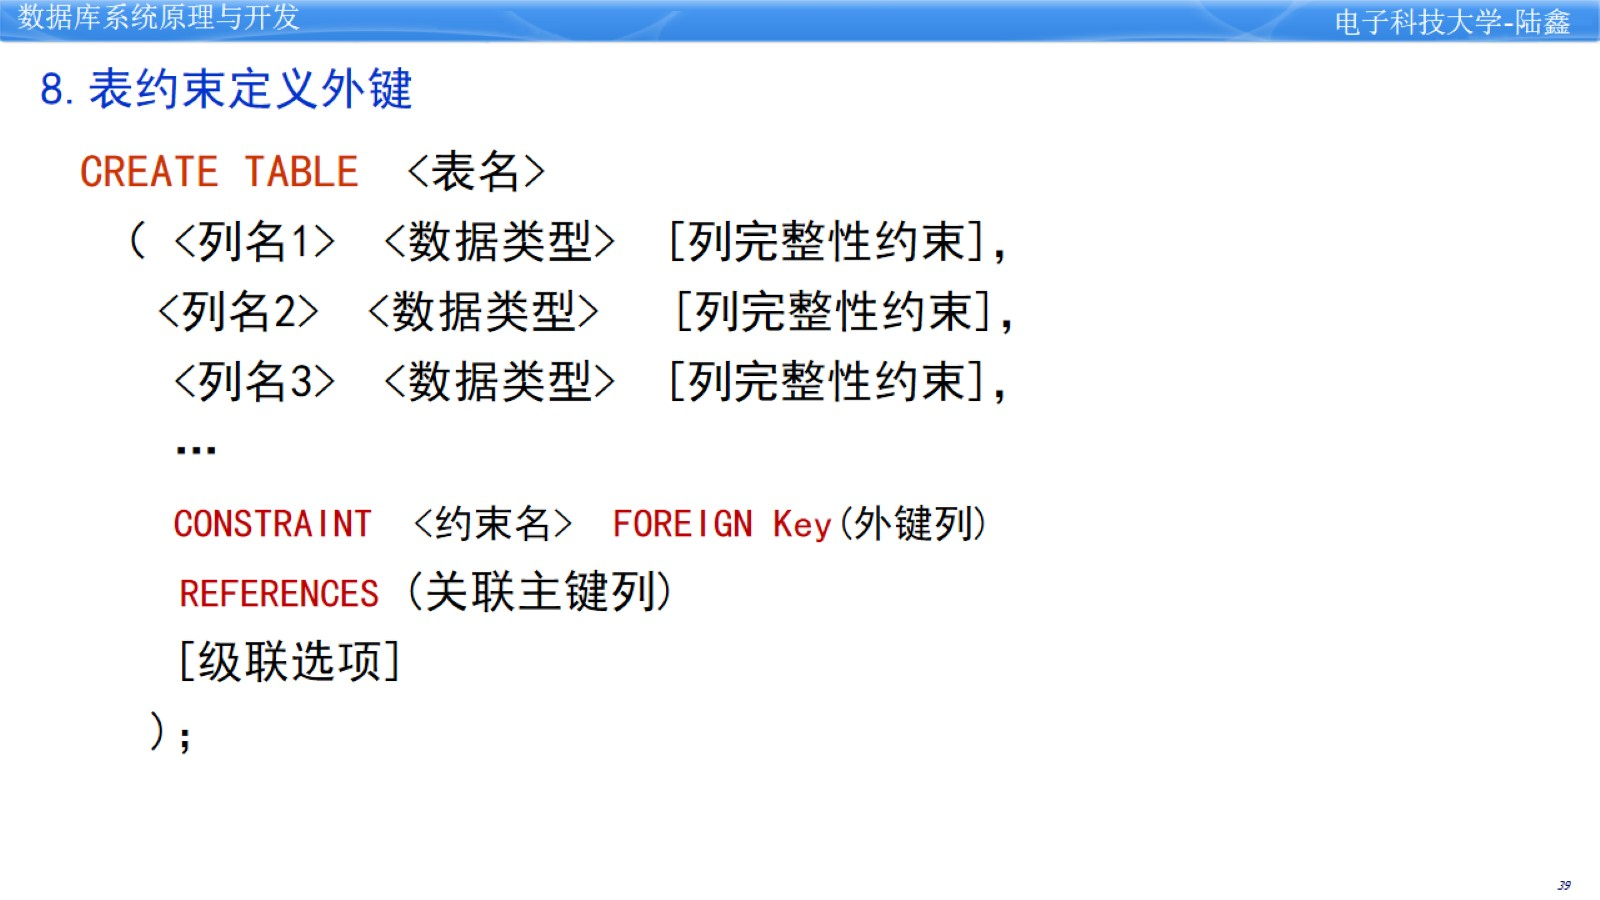 数据库系统原理与开发
电子科技大学-陆鑫
8. 表约束定义外键
CREATE TABLE <表名>
( <列名1> <数据类型> [列完整性约束],
<列名2> <数据类型> [列完整性约束],
<列名3> <数据类型> [列完整性约束],
…
CONSTRAINT <约束名> FOREIGN Key(外键列)
REFERENCES (关联主键列)
[级联选项]
);
39